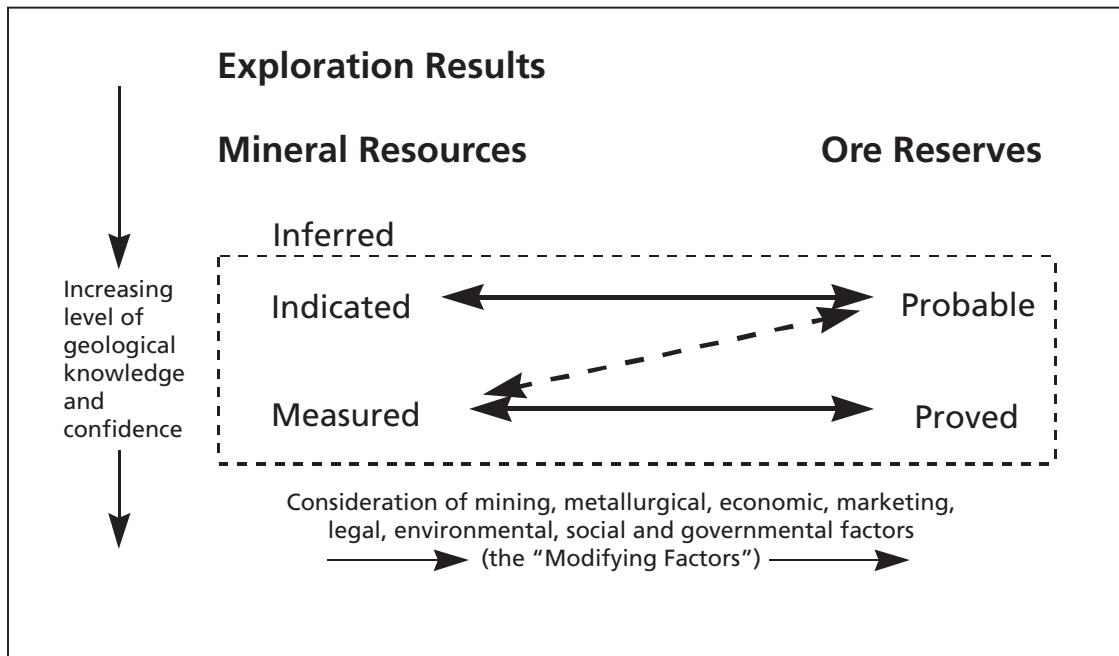 Exploration Results
Mineral Resources
Ore Reserves
Inferred
Increasing
level of
geological
knowledge
and
confidence
Indicated
Probable
Measured
Proved
Consideration of mining, metallurgical, economic, marketing,
legal, environmental, social and governmental factors
(the “Modifying Factors”)